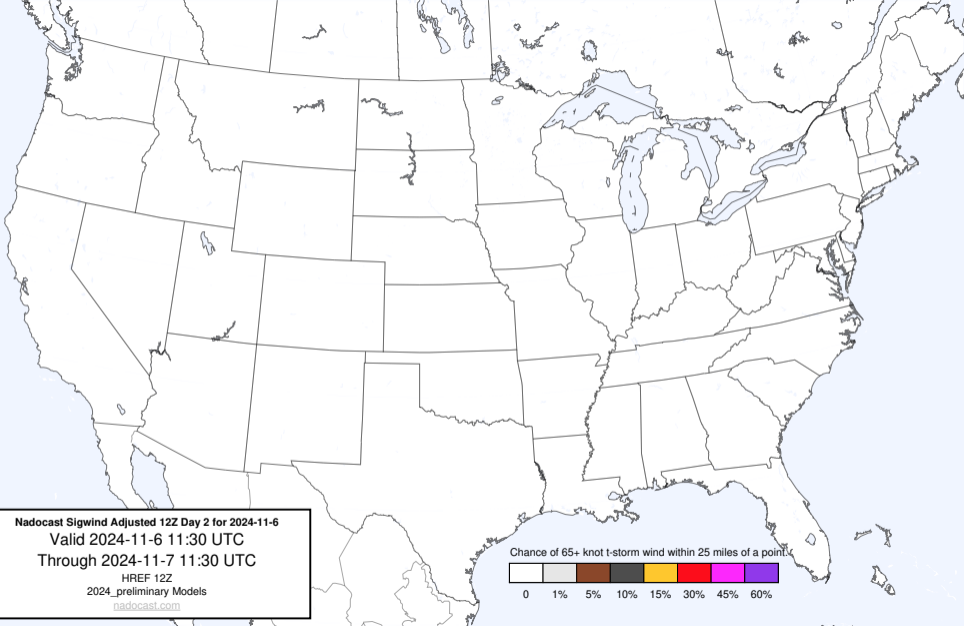 Nadocast Sigwind Adjusted 12Z Day 2 for 2024-11-6
Valid 2024-11-6 11:30 UTC
Through 2024-11-7 11:30 UTC
HREF 12Z
2024_preliminary Models
nadocast.com
Chance of 65+ knot t-storm wind within 25 miles of a point.
0 1% 5% 10% 15% 30% 45% 60%